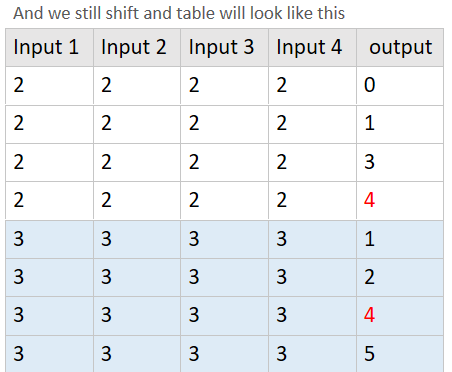 And we still shift and table will look like this
Input 1 Input 2 Input 3 Input 4 output
2 2 2 2 0
2 2 2 2 1
2 2 2 2 3
2 2 2 2 4
3 3 3 3 1
3 3 3 3 2
3 3 3 3 4
3 3 3 3 5